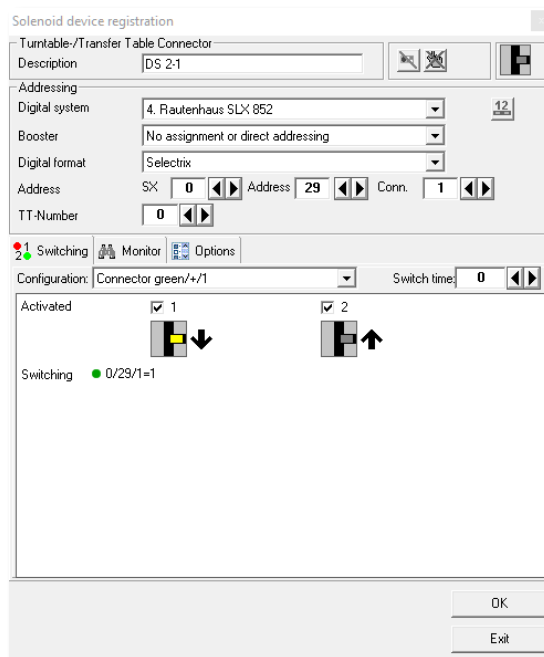 Solenoid device registration
Turntable-/Transfer Table Connector
Description DS 2-1
Addressing
Digital system 4. Rautenhaus SLX 852 12
Booster No assignment or direct addressing
Digital format Selectrix
Address SX 0 Address 29 Conn. 1
TT-Number 0
21 Switching Monitor Options
Configuration: Connector green/+/1 Switch time: 0
Activated 1 2
Switching 0/29/1=1
OK
Exit